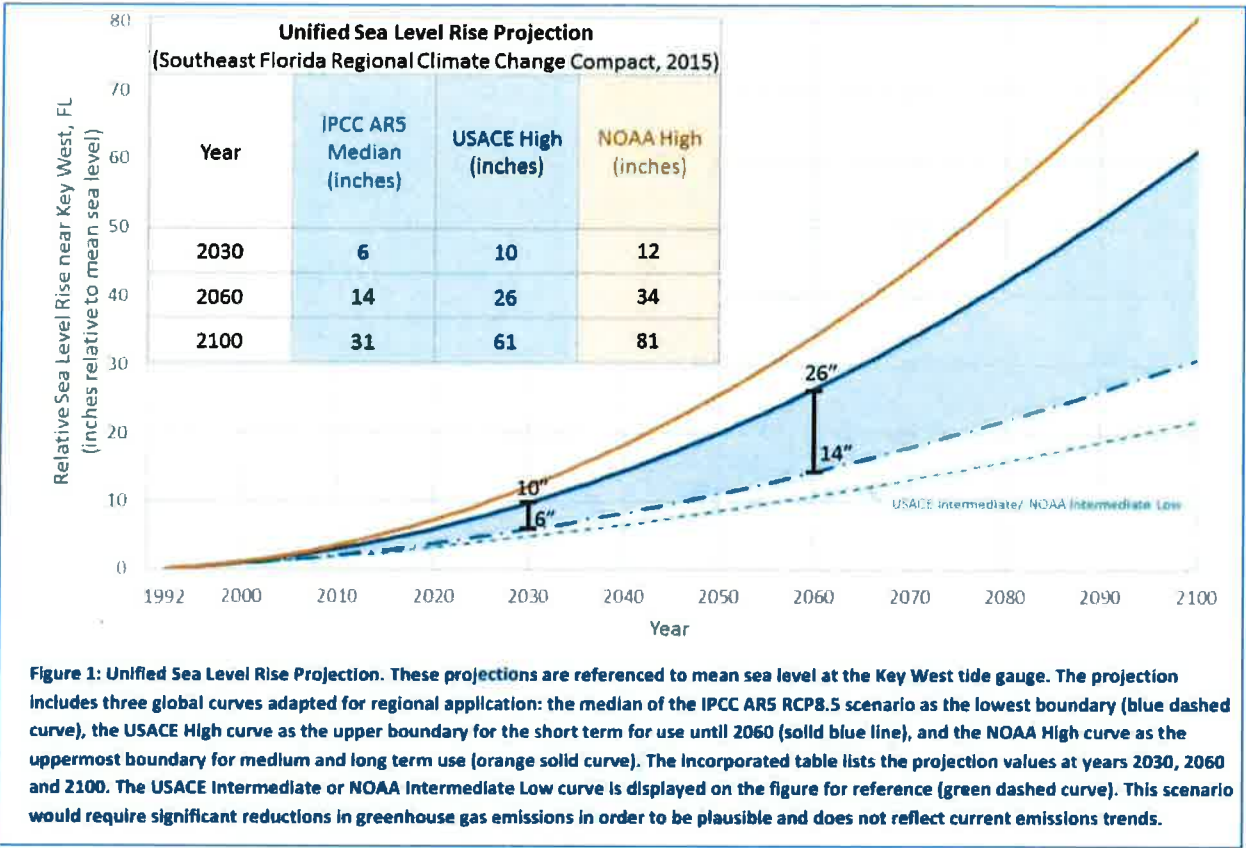 Unified Sea Level Rise Projection
(Southeast Florida Regional Climate Change Compact, 2015)
Year
IPCC AR5
Median
(inches)
USACE High
(inches)
NOAA High
(inches)
2030 6 10 12
2060 14 26 34
2100 31 61 81
Relative Sea Level Rise near Key West, FL
(inches relative to mean sea level)
80
70
60
50
40
30
20
10
0
10"
6"
26"
14"
USACE Intermediate/ NOAA Intermediate Low
1992 2000 2010 2020 2030 2040 2050 2060 2070 2080 2090 2100
Year
Figure 1: Unified Sea Level Rise Projection. These projections are referenced to mean sea level at the Key West tide gauge. The projection
includes three global curves adapted for regional application: the median of the IPCC AR5 RCP8.5 scenario as the lowest boundary (blue dashed
curve), the USACE High curve as the upper boundary for the short term for use until 2060 (solid blue line), and the NOAA High curve as the
uppermost boundary for medium and long term use (orange solid curve). The incorporated table lists the projection values at years 2030, 2060
and 2100. The USACE Intermediate or NOAA Intermediate Low curve is displayed on the figure for reference (green dashed curve). This scenario
would require significant reductions in greenhouse gas emissions in order to be plausible and does not reflect current emissions trends.